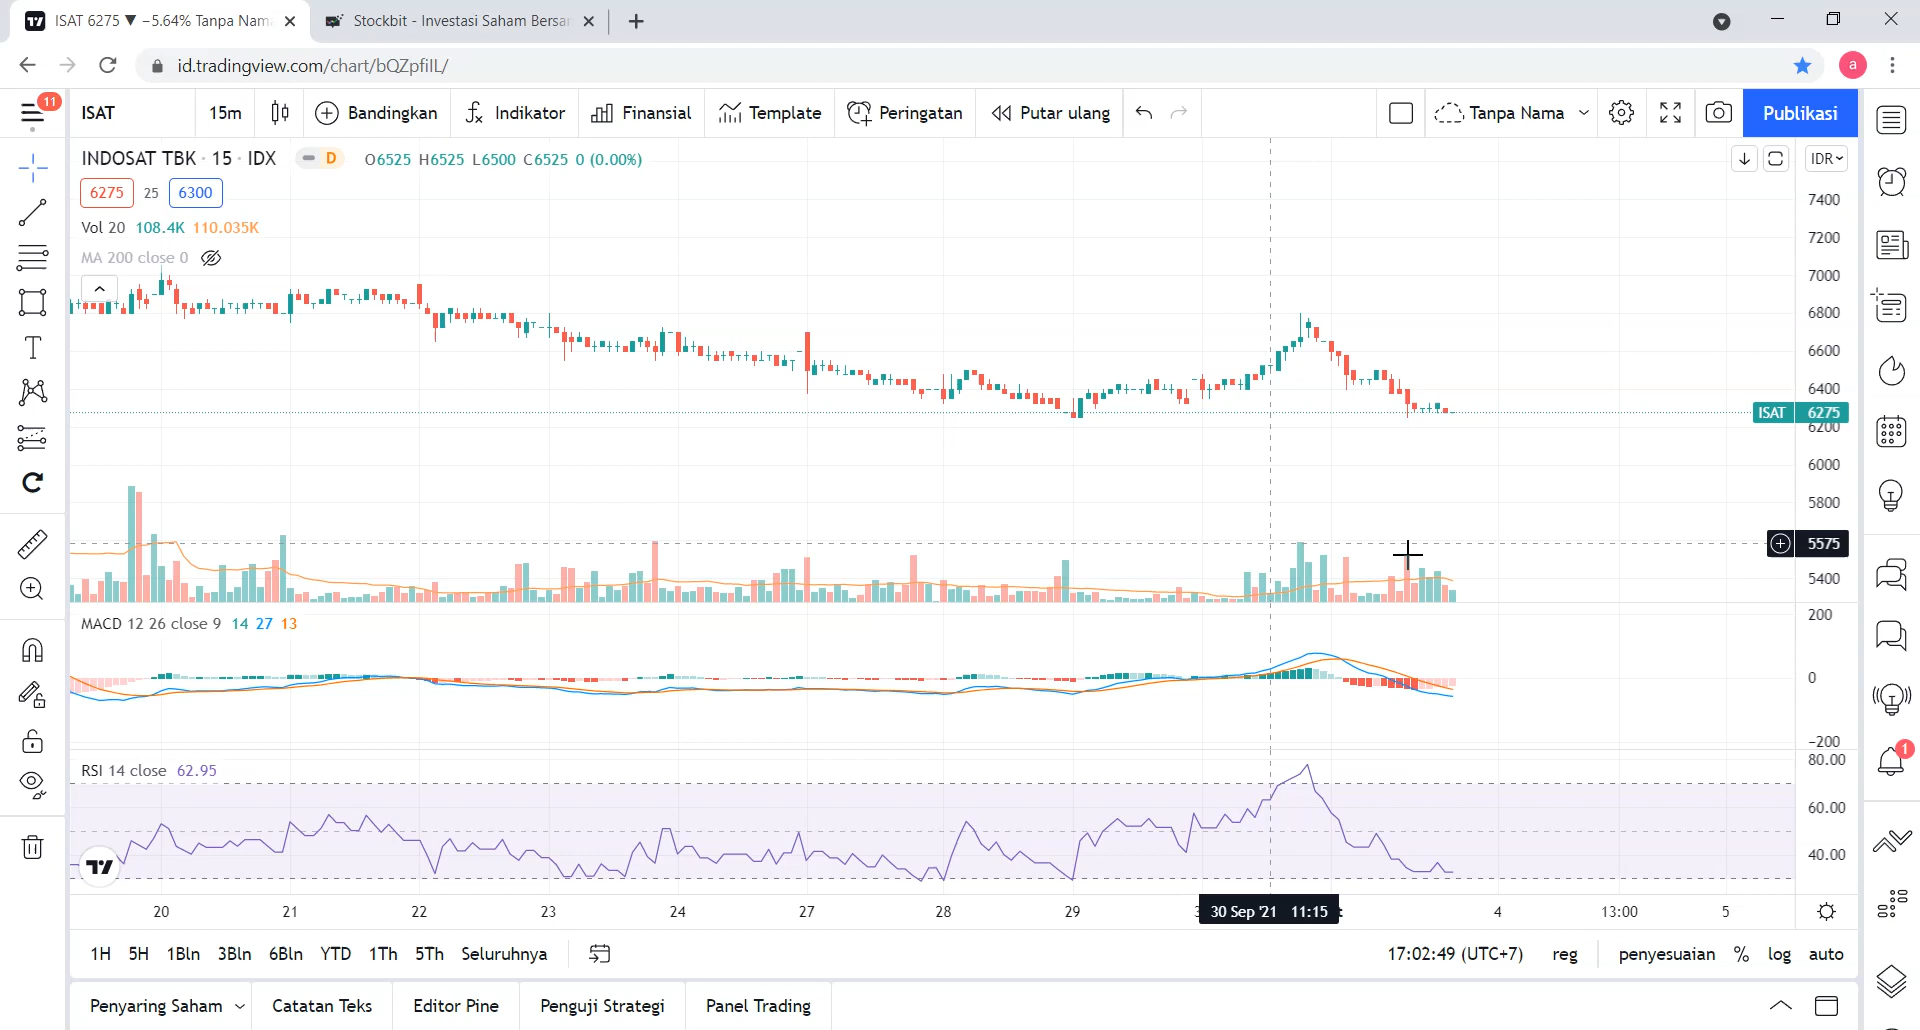 ISAT 6275 ▼ −5.64% Tanpa Nam
Stockbit - Investasi Saham Bersar
id.tradingview.com/chart/bQZpfiIL/
a
11
ISAT
15m
Bandingkan
Indikator
Finansial
Template
Peringatan
Putar ulang
Tanpa Nama
Publikasi
INDOSAT TBK · 15 · IDX
D
O6525 H6525 L6500 C6525 0 (0.00%)
IDR
6275
25
6300
Vol 20 108.4K 110.035K
MA 200 close 0
7400
7200
7000
6800
6600
6400
ISAT 6275
6200
6000
5800
5575
5400
MACD 12 26 close 9 14 27 13
200
0
−200
RSI 14 close 62.95
80.00
60.00
40.00
1
20
21
22
23
24
27
28
29
30 Sep '21 11:15
4
13:00
5
1H
5H
1Bln
3Bln
6Bln
YTD
1Th
5Th
Seluruhnya
17:02:49 (UTC+7)
reg
penyesuaian
%
log
auto
Penyaring Saham
Catatan Teks
Editor Pine
Penguji Strategi
Panel Trading